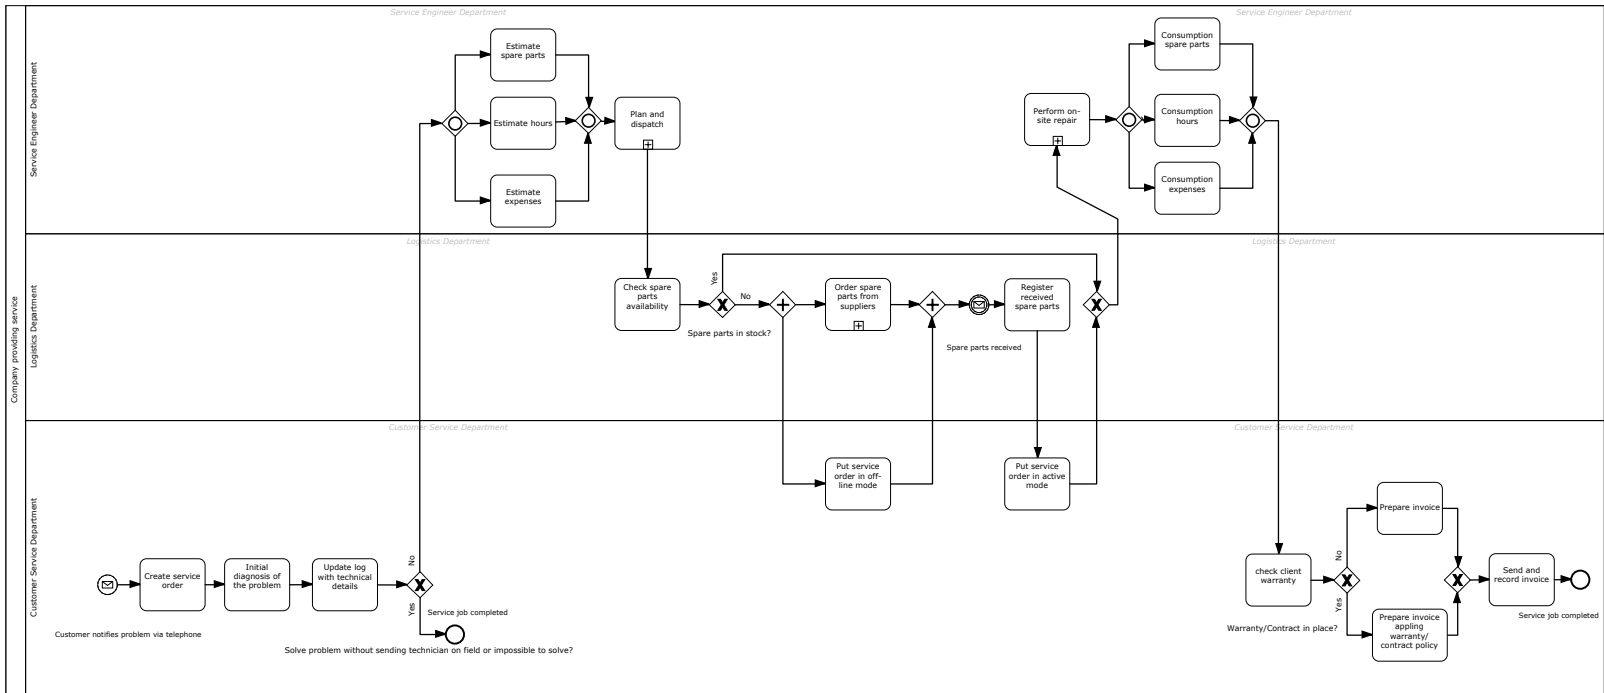 Company providing service
Service Engineer Department
Service Engineer Department
Service Engineer Department
Estimate
spare parts
Estimate hours
Estimate
expenses
Plan and
dispatch
Perform on-
site repair
Consumption
spare parts
Consumption
hours
Consumption
expenses
Logistics Department
Logistics Department
Logistics Department
Check spare
parts
availability
Yes
No
Spare parts in stock?
Order spare
parts from
suppliers
Spare parts received
Register
received
spare parts
Customer Service Department
Customer Service Department
Customer Service Department
Put service
order in off-
line mode
Put service
order in active
mode
Customer notifies problem via telephone
Create service
order
Initial
diagnosis of
the problem
Update log
with technical
details
No
Yes
Service job completed
Solve problem without sending technician on field or impossible to solve?
check client
warranty
No
Yes
Warranty/Contract in place?
Prepare invoice
Prepare invoice
appling
warranty/
contract policy
Send and
record invoice
Service job completed